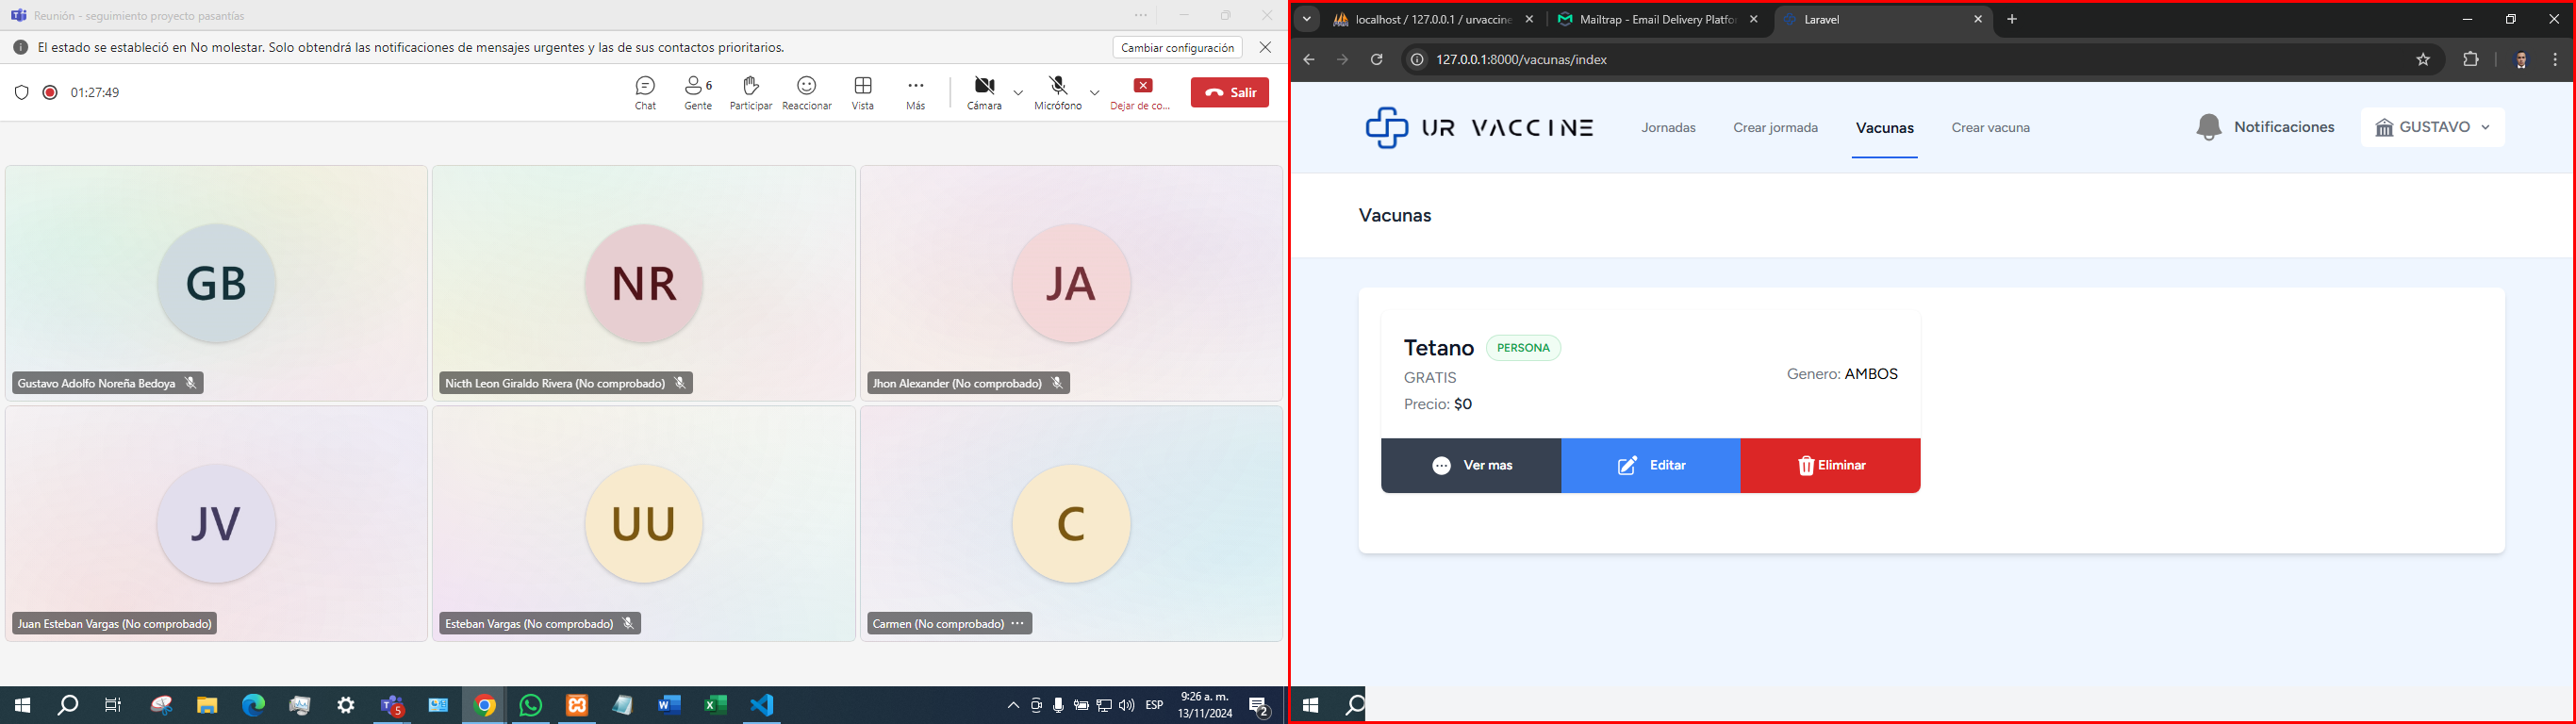 Reunión - seguimiento proyecto pasantías
El estado se estableció en No molestar. Solo obtendrá las notificaciones de mensajes urgentes y las de sus contactos prioritarios.
Cambiar configuración
01:27:49
Chat
6
Gente
Participar
Reaccionar
Vista
Más
Cámara
Micrófono
Dejar de co...
Salir
GB
Gustavo Adolfo Noreña Bedoya
NR
Nicth Leon Giraldo Rivera (No comprobado)
JA
Jhon Alexander (No comprobado)
JV
Juan Esteban Vargas (No comprobado)
UU
Esteban Vargas (No comprobado)
C
Carmen (No comprobado)
5
ESP
9:26 a. m.
13/11/2024
2
localhost / 127.0.0.1 / urvaccine
Mailtrap - Email Delivery Platfo
Laravel
127.0.0.1:8000/vacunas/index
UR VACCINE
Jornadas
Crear jormada
Vacunas
Crear vacuna
Notificaciones
GUSTAVO
Vacunas
Tetano
PERSONA
GRATIS
Precio: $0
Genero: AMBOS
Ver mas
Editar
Eliminar